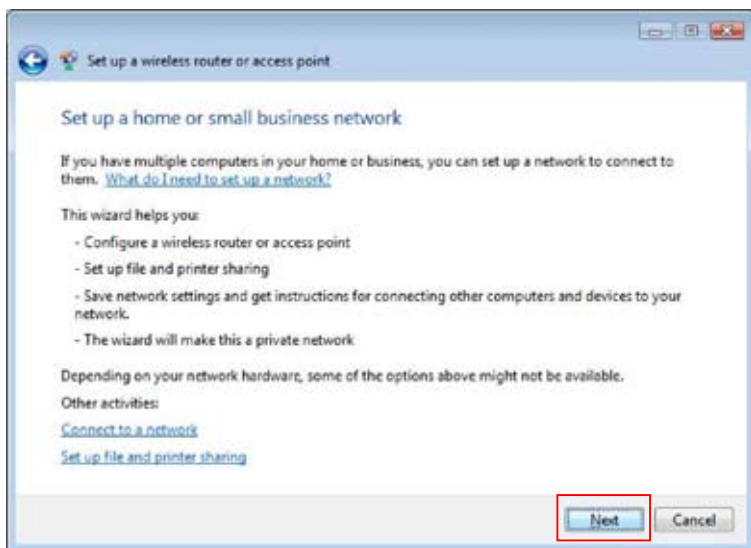 Set up a wireless router or access point
Set up a home or small business network
If you have multiple computers in your home or business, you can set up a network to connect to
them. What do I need to set up a network?
This wizard helps you:
- Configure a wireless router or access point
- Set up file and printer sharing
- Save network settings and get instructions for connecting other computers and devices to your
network.
- The wizard will make this a private network
Depending on your network hardware, some of the options above might not be available.
Other activities:
Connect to a network
Set up file and printer sharing
Next Cancel